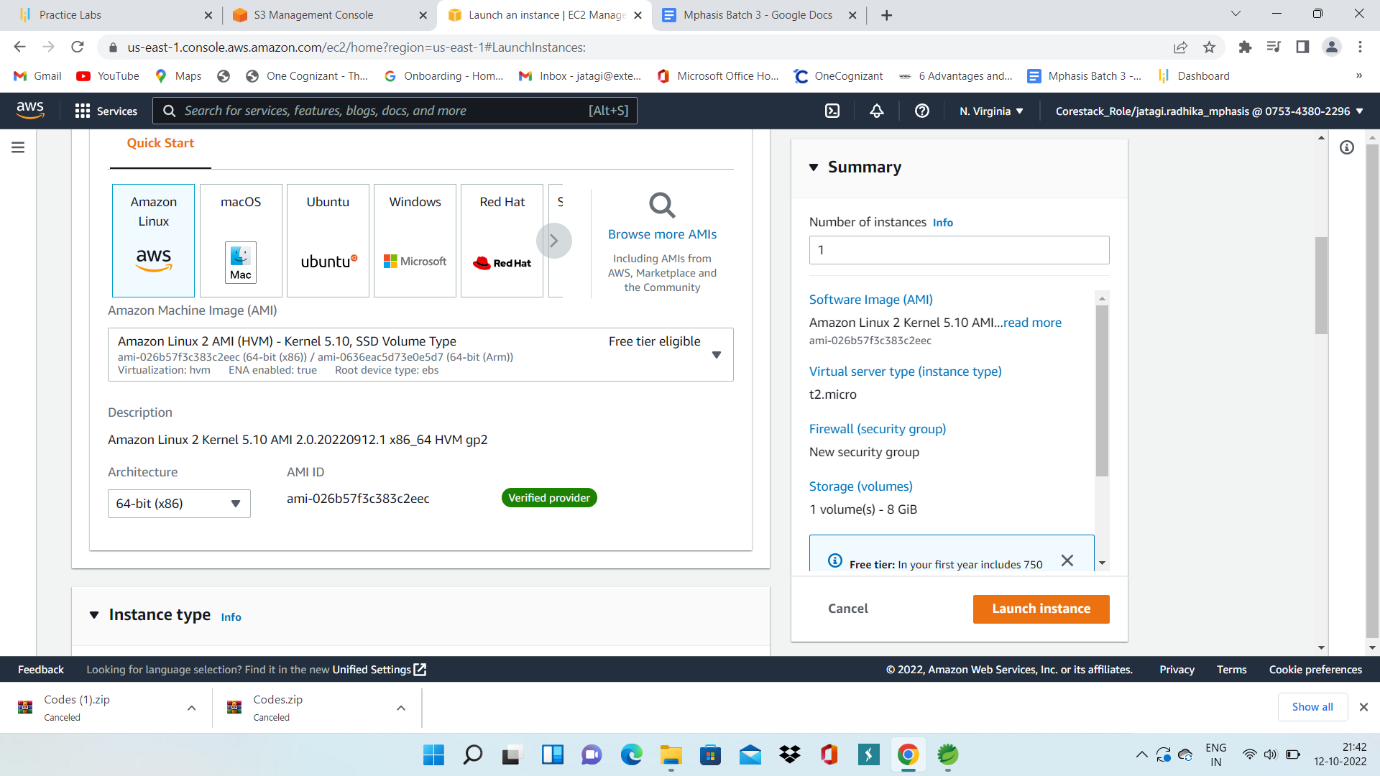 Practice Labs
S3 Management Console
Launch an instance | EC2 Manage
Mphasis Batch 3 - Google Docs
us-east-1.console.aws.amazon.com/ec2/home?region=us-east-1#LaunchInstances:
Gmail
YouTube
Maps
One Cognizant - Th...
Onboarding - Hom...
Inbox - jatagi@exte...
Microsoft Office Ho...
OneCognizant
6 Advantages and...
Mphasis Batch 3 -...
Dashboard
»
aws
Services
Search for services, features, blogs, docs, and more
[Alt+S]
N. Virginia
Corestack_Role/jatagi.radhika_mphasis @ 0753-4380-2296
Quick Start
Amazon
Linux
aws
macOS
Mac
Ubuntu
ubuntu
Windows
Microsoft
Red Hat
Red Hat
S
Browse more AMIs
Including AMIs from
AWS, Marketplace and
the Community
Amazon Machine Image (AMI)
Amazon Linux 2 AMI (HVM) - Kernel 5.10, SSD Volume Type
Free tier eligible
ami-026b57f3c383c2eec (64-bit (x86)) / ami-0636eac5d73e0e5d7 (64-bit (Arm))
Virtualization: hvm ENA enabled: true Root device type: ebs
Description
Amazon Linux 2 Kernel 5.10 AMI 2.0.20220912.1 x86_64 HVM gp2
Architecture
AMI ID
64-bit (x86)
ami-026b57f3c383c2eec
Verified provider
Instance type Info
Summary
Number of instances Info
1
Software Image (AMI)
Amazon Linux 2 Kernel 5.10 AMI...read more
ami-026b57f3c383c2eec
Virtual server type (instance type)
t2.micro
Firewall (security group)
New security group
Storage (volumes)
1 volume(s) - 8 GiB
Free tier: In your first year includes 750
Cancel
Launch instance
Feedback
Looking for language selection? Find it in the new Unified Settings
© 2022, Amazon Web Services, Inc. or its affiliates.
Privacy
Terms
Cookie preferences
Codes (1).zip
Canceled
Codes.zip
Canceled
Show all
ENG
IN
21:42
12-10-2022